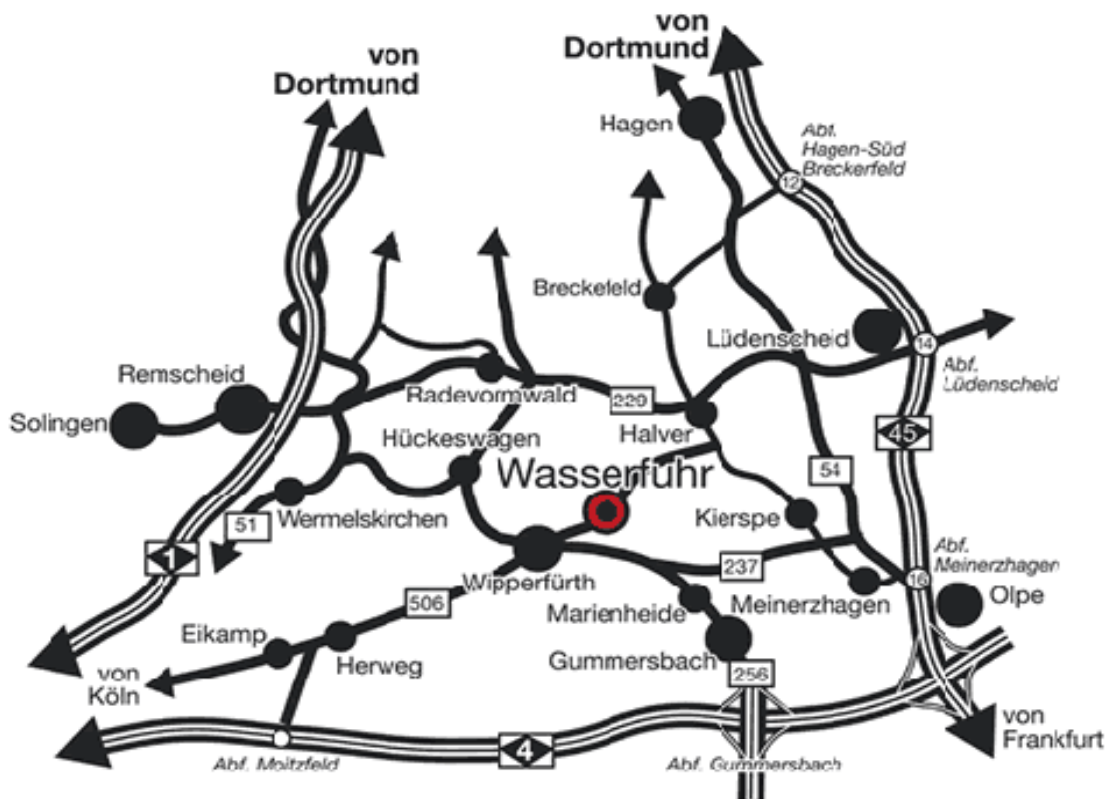 von
Dortmund
von
Dortmund
Hagen
Abf.
Hagen-Süd
Breckerfeld
12
Breckefeld
Lüdenscheid
14
Abf.
Lüdenscheid
Remscheid
Solingen
Radevormwald
229
Halver
45
Hückeswagen
Wasserfuhr
54
51
Wermelskirchen
Kierspe
1
237
Abf.
Meinerzhagen
16
Wipperfürth
506
Marienheide
Meinerzhagen
Olpe
Eikamp
Herweg
Gummersbach
256
von
Köln
von
Frankfurt
4
Abf. Moitzfeld
Abf. Gummersbach